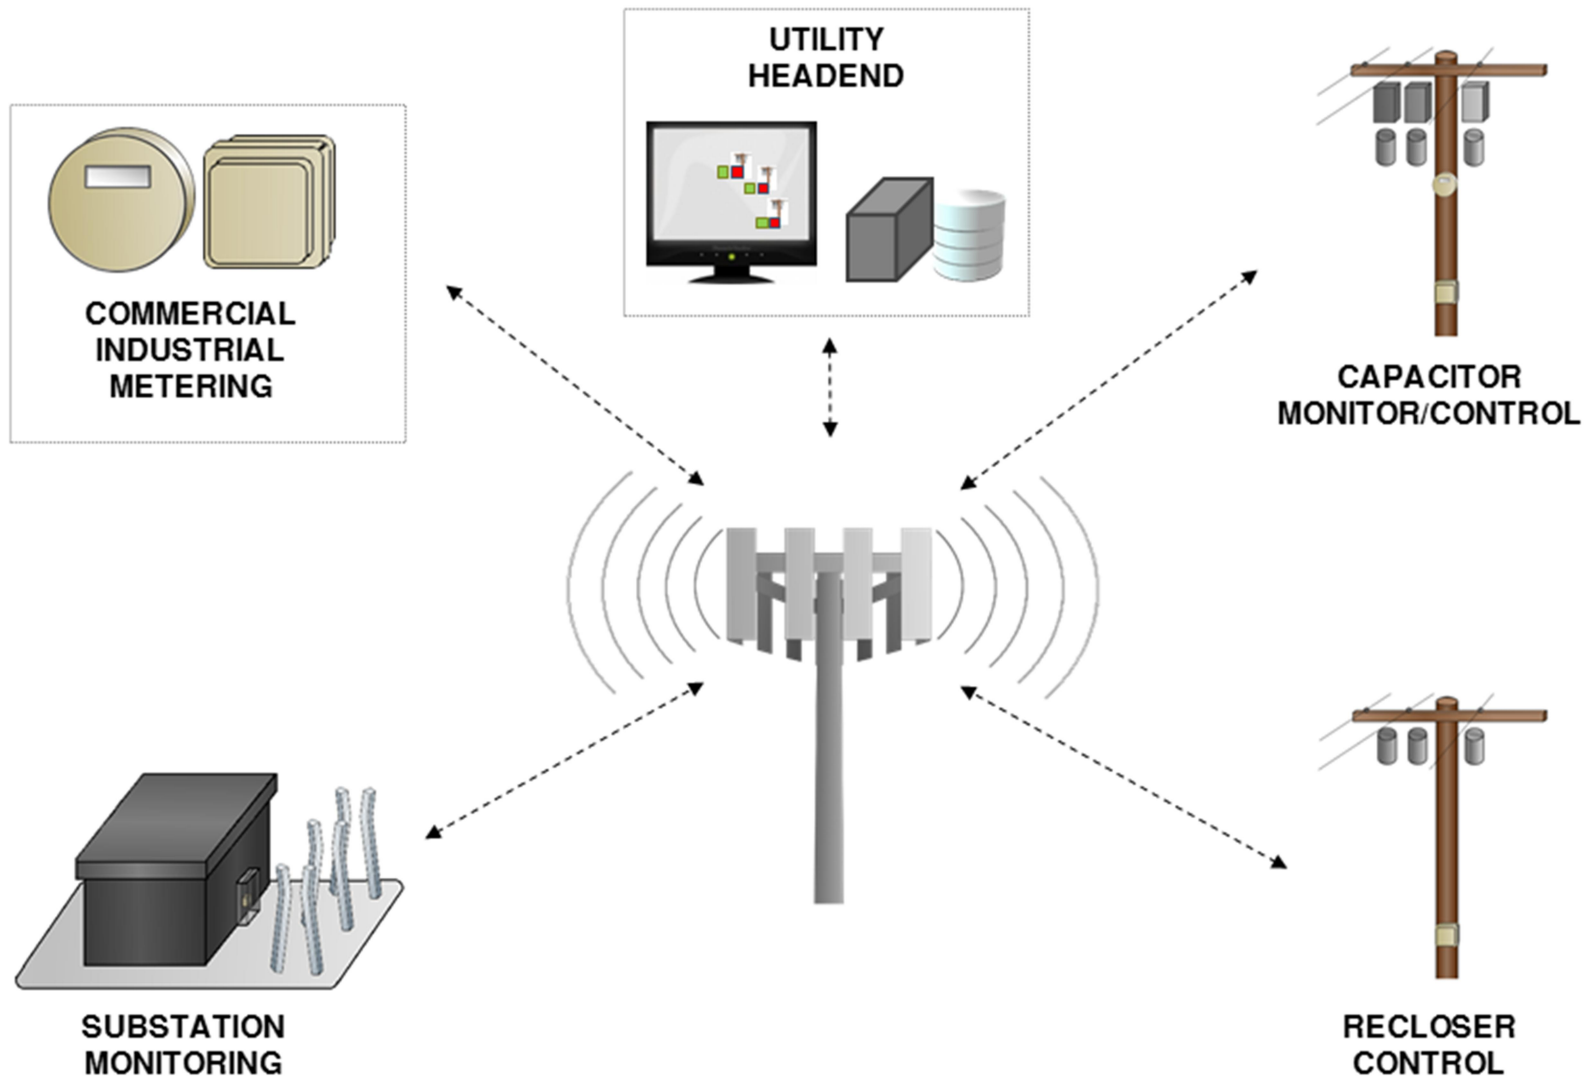 UTILITY
HEADEND
COMMERCIAL
INDUSTRIAL
METERING
CAPACITOR
MONITOR/CONTROL
SUBSTATION
MONITORING
RECLOSER
CONTROL